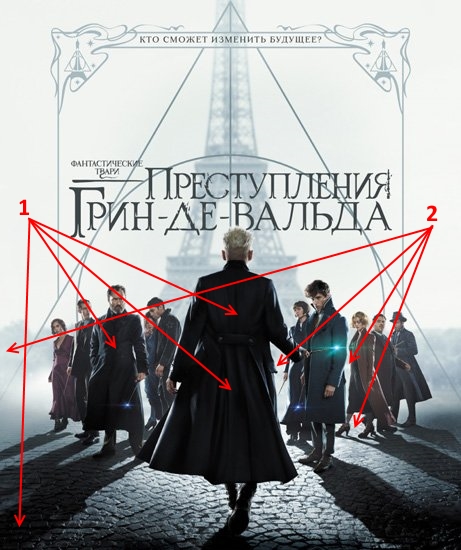 КТО СМОЖЕТ ИЗМЕНИТЬ БУДУЩЕЕ?
ФАНТАСТИЧЕСКИЕ
ТВАРИ
ПРЕСТУПЛЕНИЯ
ГРИН-ДЕ-ВАЛЬДА
1
2